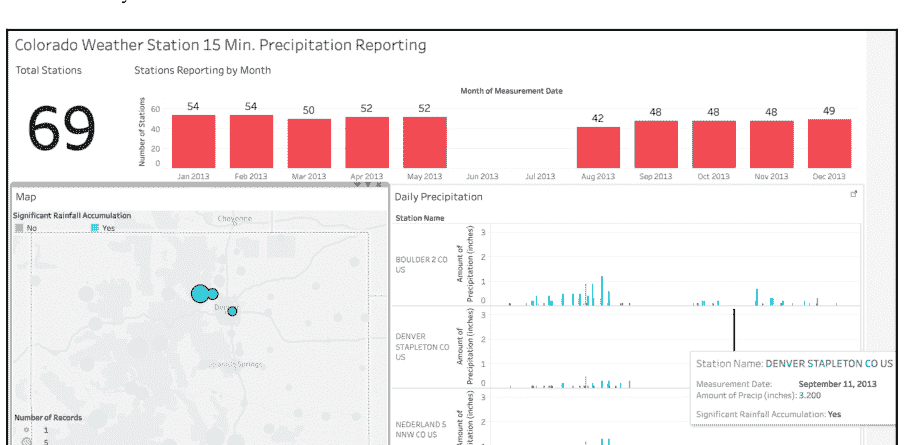 Colorado Weather Station 15 Min. Precipitation Reporting
Total Stations
69
Stations Reporting by Month
Month of Measurement Date
Number of Stations
60
40
20
0
54
54
50
52
52
42
48
48
48
49
Jan 2013
Feb 2013
Mar 2013
Apr 2013
May 2013
Jun 2013
Jul 2013
Aug 2013
Sep 2013
Oct 2013
Nov 2013
Dec 2013
Map
Significant Rainfall Accumulation
No
Yes
Cheyenne
Denver
Colorado Springs
Number of Records
1
5
Daily Precipitation
Station Name
BOULDER 2 CO
US
Amount of
Precipitation (inches)
3
2
1
0
DENVER
STAPLETON CO
US
Amount of
Precipitation (inches)
3
2
1
0
NEDERLAND 5
NNW CO US
Amount of
3
2
Station Name: DENVER STAPLETON CO US
Measurement Date: September 11, 2013
Amount of Precip (inches): 3.200
Significant Rainfall Accumulation: Yes